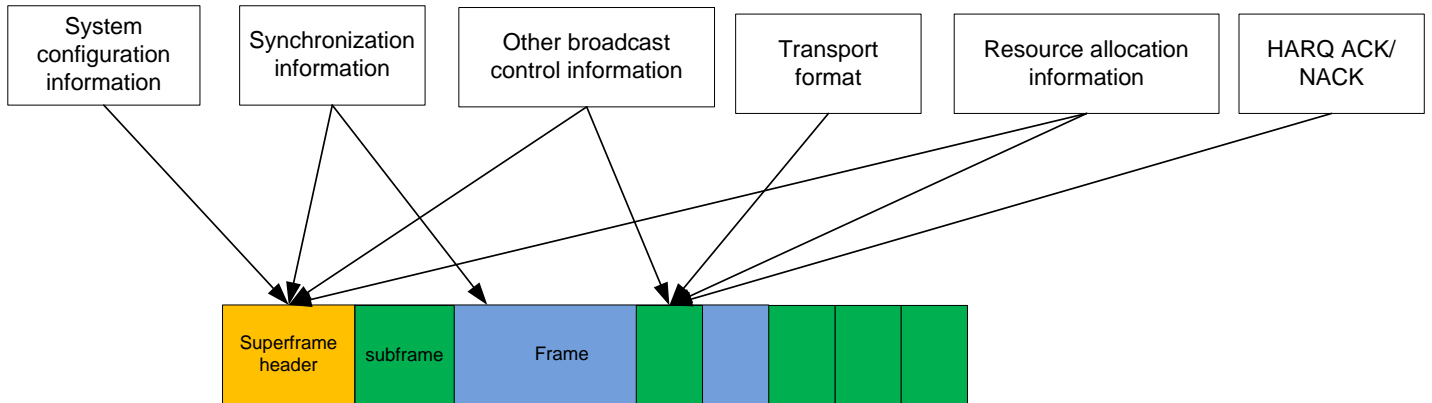 System
configuration
information
Synchronization
information
Other broadcast
control information
Transport
format
Resource allocation
information
HARQ ACK/
NACK
Superframe
header
subframe
Frame